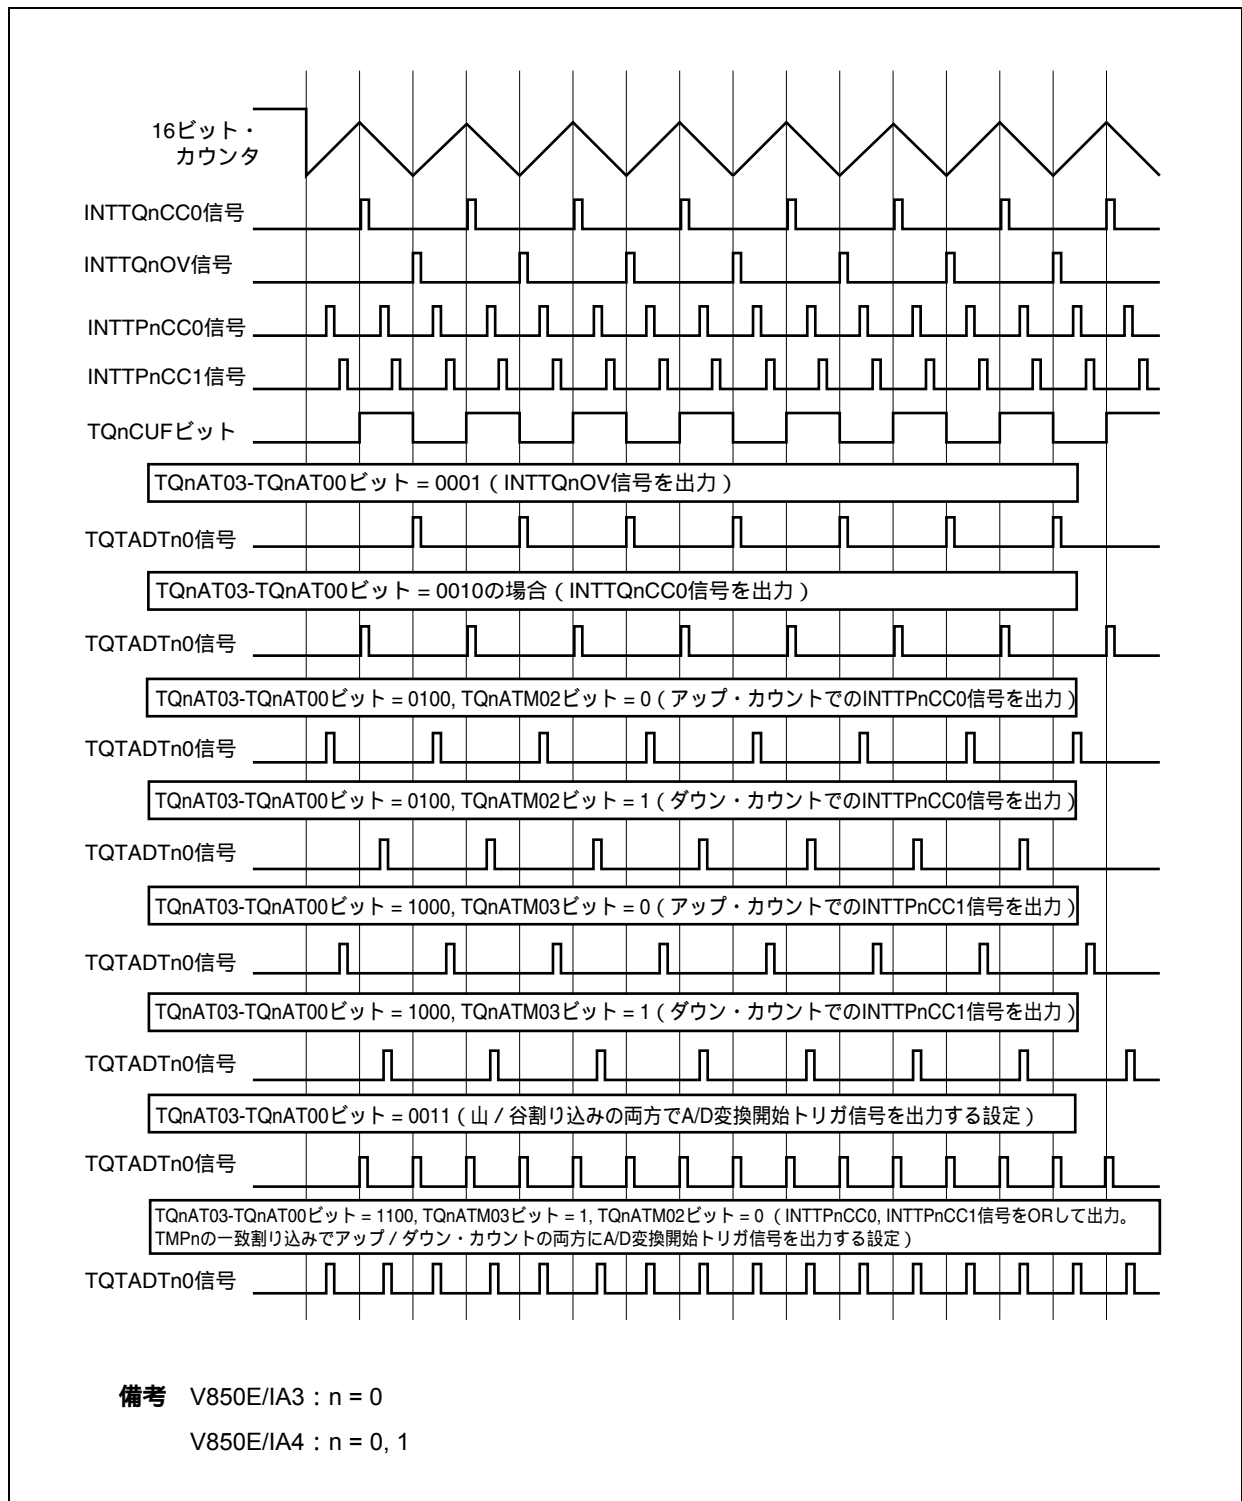 16ビット・
カウンタ
INTTQnCC0信号
INTTQnOV信号
INTTPnCC0信号
INTTPnCC1信号
TQnCUFビット
TQnAT03-TQnAT00ビット = 0001 ( INTTQnOV信号を出力 )
TQTADTn0信号
TQnAT03-TQnAT00ビット = 0010の場合 ( INTTQnCC0信号を出力 )
TQTADTn0信号
TQnAT03-TQnAT00ビット = 0100, TQnATM02ビット = 0 ( アップ・カウントでのINTTPnCC0信号を出力 )
TQTADTn0信号
TQnAT03-TQnAT00ビット = 0100, TQnATM02ビット = 1 ( ダウン・カウントでのINTTPnCC0信号を出力 )
TQTADTn0信号
TQnAT03-TQnAT00ビット = 1000, TQnATM03ビット = 0 ( アップ・カウントでのINTTPnCC1信号を出力 )
TQTADTn0信号
TQnAT03-TQnAT00ビット = 1000, TQnATM03ビット = 1 ( ダウン・カウントでのINTTPnCC1信号を出力 )
TQTADTn0信号
TQnAT03-TQnAT00ビット = 0011 ( 山 / 谷割り込みの両方でA/D変換開始トリガ信号を出力する設定 )
TQTADTn0信号
TQnAT03-TQnAT00ビット = 1100, TQnATM03ビット = 1, TQnATM02ビット = 0 ( INTTPnCC0, INTTPnCC1信号をORして出力。
TMPnの一致割り込みでアップ / ダウン・カウントの両方にA/D変換開始トリガ信号を出力する設定 )
TQTADTn0信号
備考 V850E/IA3 : n = 0
V850E/IA4 : n = 0, 1